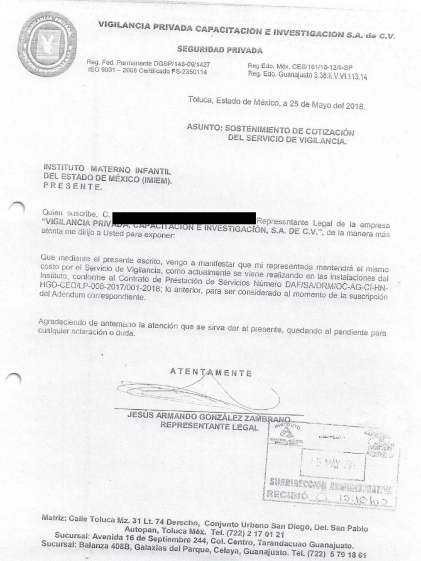 VIGILANCIA PRIVADA CAPACITACION E INVESTIGACION S.A. de C.V.
SEGURIDAD PRIVADA
Reg. Fed. Permanente DGSP/148-09/1427
Reg Edo. Méx. CES/151/16-12/II-SP
ISO 9001 – 2008 Certificado FS-2350114
Reg. Edo. Guanajuato 3.38.II.V.VI.113.14
Toluca, Estado de México, a 25 de Mayo del 2018.
ASUNTO: SOSTENIMIENTO DE COTIZACIÓN
DEL SERVICIO DE VIGILANCIA.
INSTITUTO MATERNO INFANTIL
DEL ESTADO DE MÉXICO (IMIEM).
P R E S E N T E.
Quien suscribe, C. Representante Legal de la empresa
"VIGILANCIA PRIVADA, CAPACITACIÓN E INVESTIGACIÓN, S.A. DE C.V.", de la manera más
atenta me dirijo a Usted para exponer:
Que mediante el presente escrito, vengo a manifestar que mi representada mantendrá el mismo
costo por el Servicio de Vigilancia, como actualmente se viene realizando en las instalaciones del
Instituto, conforme al Contrato de Prestación de Servicios Número DAF/SA/DRM/OC-AG-CI-HN-
HGO-CEO/LP-008-2017/001-2018; lo anterior, para ser considerado al momento de la suscripción
del Adendum correspondiente.
Agradeciendo de antemano la atención que se sirva dar al presente, quedando al pendiente para
cualquier aclaración o duda.
A T E N T A M E N T E
JESÚS ARMANDO GONZÁLEZ ZAMBRANO
REPRESENTANTE LEGAL
INSTITUTO
MAY
SUBDIRECCIÓN ADMINISTRATIVA
RECIBIÓ
Matriz: Calle Toluca Mz. 31 Lt. 74 Derecho, Conjunto Urbano San Diego, Del. San Pablo
Autopan, Toluca Méx. Tel. (722) 2 17 01 21
Sucursal: Avenida 16 de Septiembre 244, Col. Centro, Tarandacuao Guanajuato.
Sucursal: Balanza 408B, Galaxias del Parque, Celaya, Guanajuato. Tel: (722) 5 79 18 61